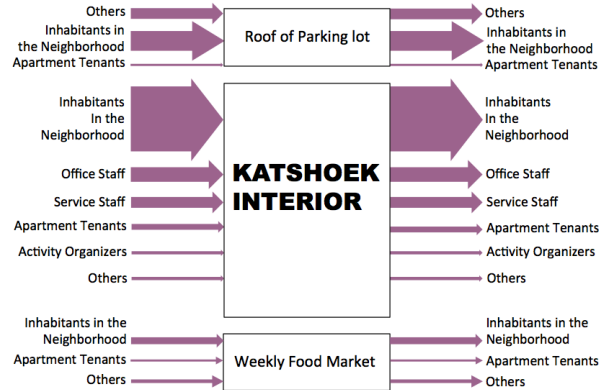 Others
Inhabitants in
the Neighborhood
Apartment Tenants
Roof of Parking lot
Others
Inhabitants in
the Neighborhood
Apartment Tenants
Inhabitants
In the
Neighborhood
Office Staff
Service Staff
Apartment Tenants
Activity Organizers
Others
KATSHOEK
INTERIOR
Inhabitants
In the
Neighborhood
Office Staff
Service Staff
Apartment Tenants
Activity Organizers
Others
Inhabitants in the
Neighborhood
Apartment Tenants
Others
Weekly Food Market
Inhabitants in the
Neighborhood
Apartment Tenants
Others